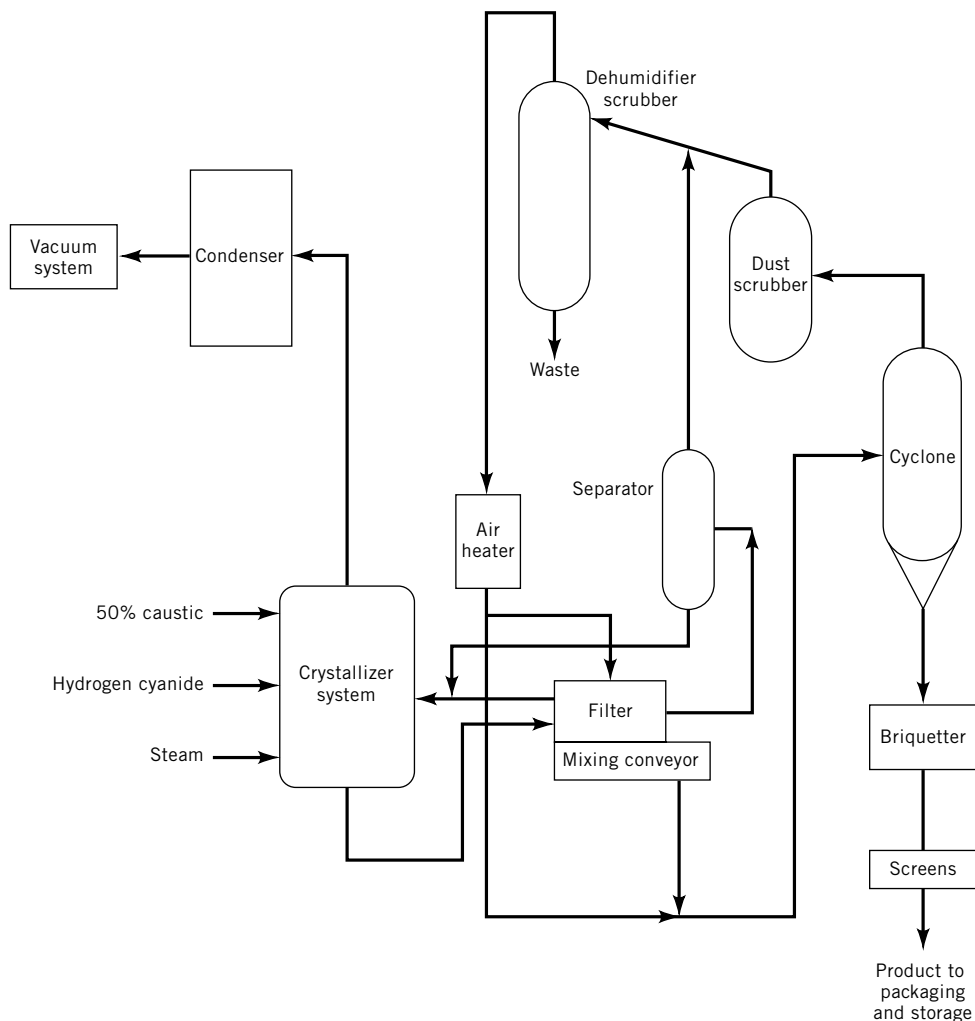 Dehumidifier
scrubber
Vacuum
system
Condenser
Dust
scrubber
Waste
Cyclone
Separator
Air
heater
50% caustic
Hydrogen cyanide
Steam
Crystallizer
system
Filter
Mixing conveyor
Briquetter
Screens
Product to
packaging
and storage